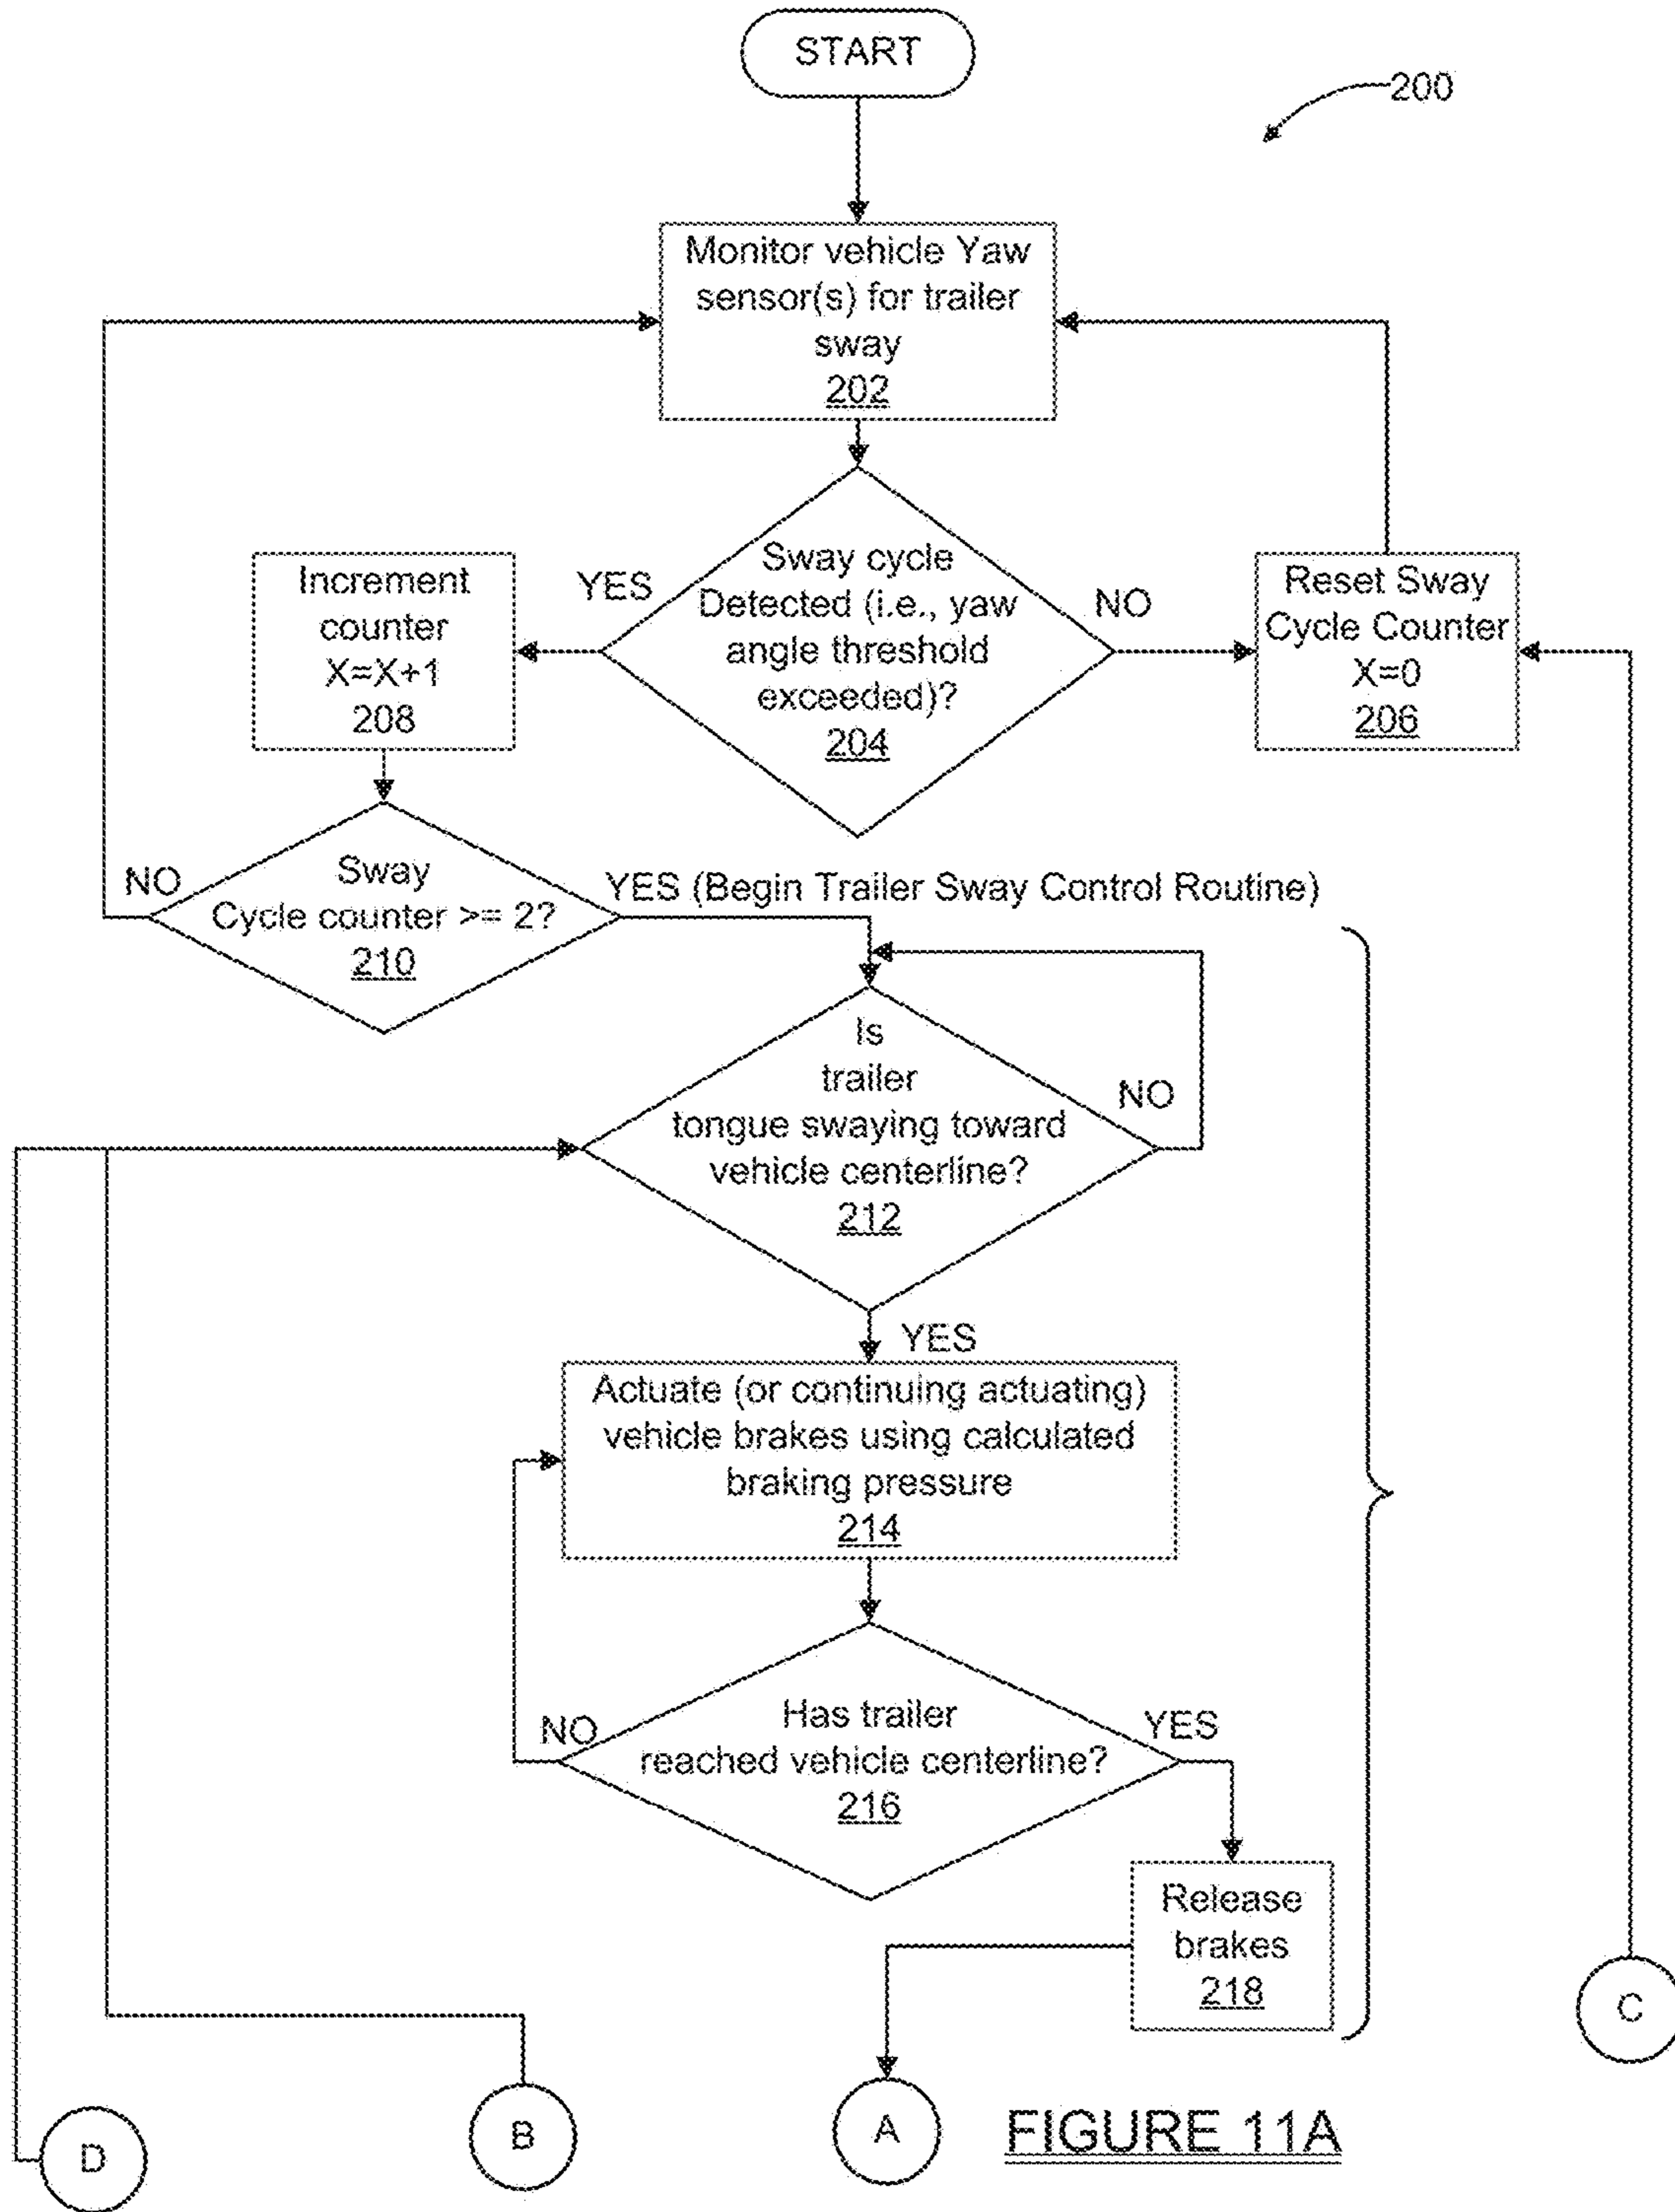 START
200
Monitor vehicle Yaw
sensor(s) for trailer
sway
202
Sway cycle
Detected (i.e., yaw
angle threshold
exceeded)?
204
YES
NO
Increment
counter
X=X+1
208
Reset Sway
Cycle Counter
X=0
206
NO
Sway
Cycle counter >= 2?
210
YES (Begin Trailer Sway Control Routine)
Is
trailer
tongue swaying toward
vehicle centerline?
212
NO
YES
Actuate (or continuing actuating)
vehicle brakes using calculated
braking pressure
214
NO
Has trailer
reached vehicle centerline?
216
YES
Release
brakes
218
C
D
B
A
FIGURE 11A